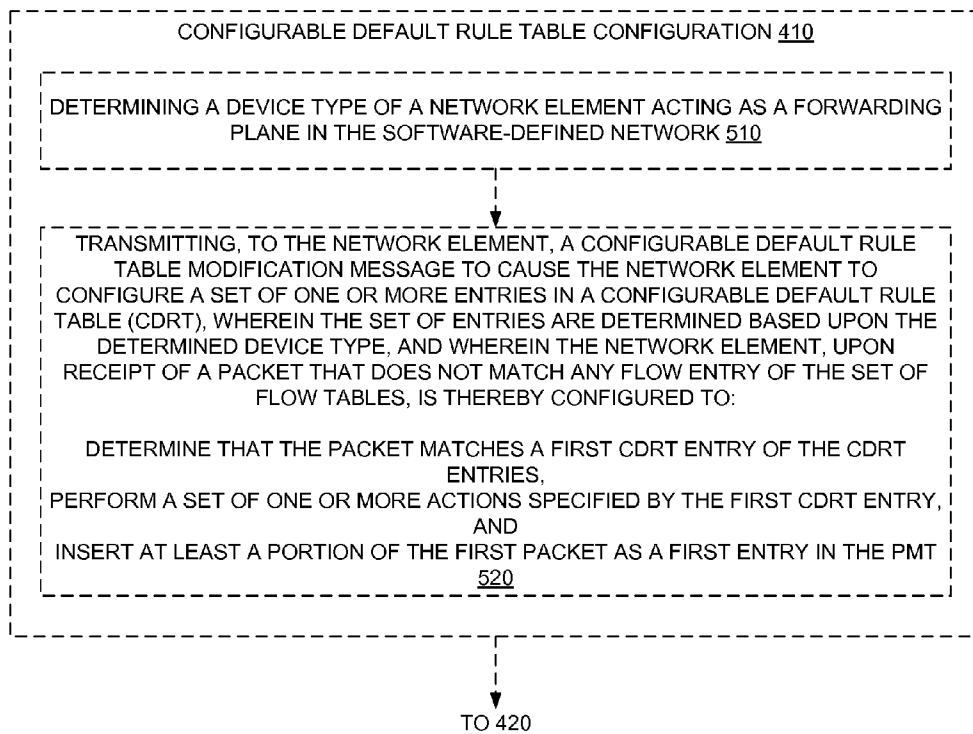 CONFIGURABLE DEFAULT RULE TABLE CONFIGURATION 410
DETERMINING A DEVICE TYPE OF A NETWORK ELEMENT ACTING AS A FORWARDING
PLANE IN THE SOFTWARE-DEFINED NETWORK 510
TRANSMITTING, TO THE NETWORK ELEMENT, A CONFIGURABLE DEFAULT RULE
TABLE MODIFICATION MESSAGE TO CAUSE THE NETWORK ELEMENT TO
CONFIGURE A SET OF ONE OR MORE ENTRIES IN A CONFIGURABLE DEFAULT RULE
TABLE (CDRT), WHEREIN THE SET OF ENTRIES ARE DETERMINED BASED UPON THE
DETERMINED DEVICE TYPE, AND WHEREIN THE NETWORK ELEMENT, UPON
RECEIPT OF A PACKET THAT DOES NOT MATCH ANY FLOW ENTRY OF THE SET OF
FLOW TABLES, IS THEREBY CONFIGURED TO:
DETERMINE THAT THE PACKET MATCHES A FIRST CDRT ENTRY OF THE CDRT
ENTRIES,
PERFORM A SET OF ONE OR MORE ACTIONS SPECIFIED BY THE FIRST CDRT ENTRY,
AND
INSERT AT LEAST A PORTION OF THE FIRST PACKET AS A FIRST ENTRY IN THE PMT
520
TO 420